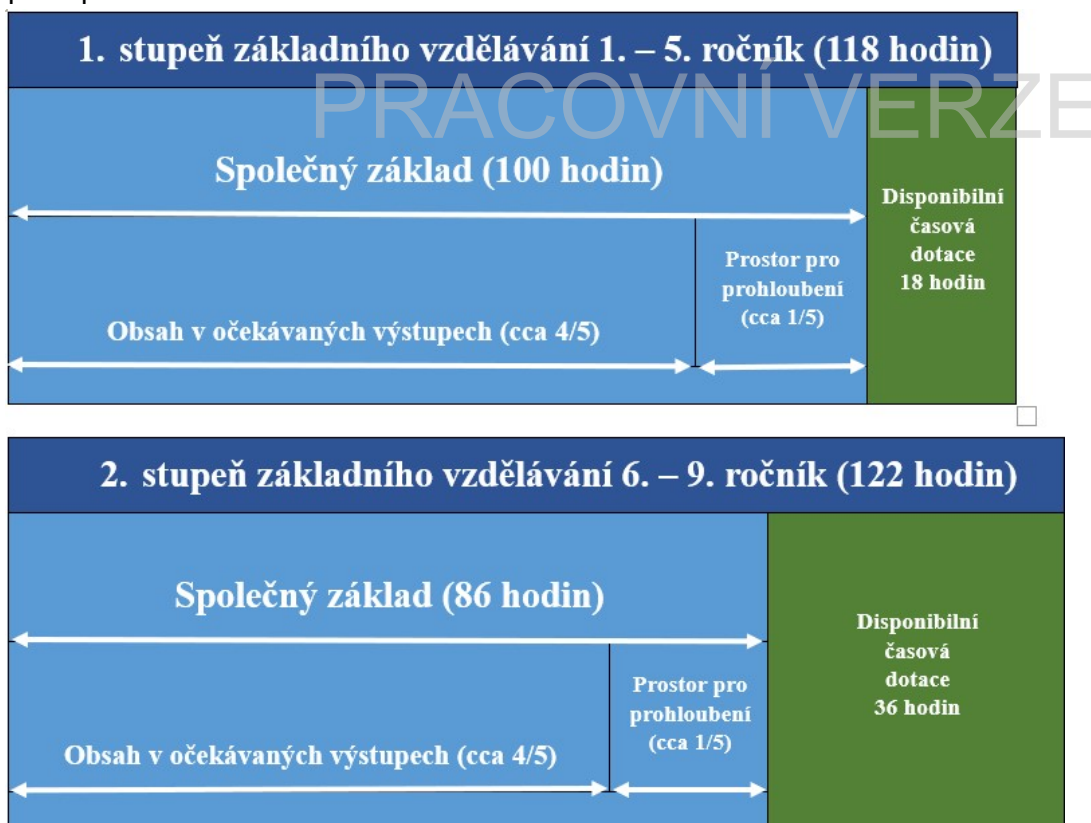 1. stupeň základního vzdělávání 1. – 5. ročník (118 hodin)
PRACOVNÍ VERZE
Společný základ (100 hodin)
Disponibilní
časová
dotace
18 hodin
Prostor pro
prohloubení
(cca 1/5)
Obsah v očekávaných výstupech (cca 4/5)
2. stupeň základního vzdělávání 6. – 9. ročník (122 hodin)
Společný základ (86 hodin)
Disponibilní
časová
dotace
36 hodin
Prostor pro
prohloubení
(cca 1/5)
Obsah v očekávaných výstupech (cca 4/5)